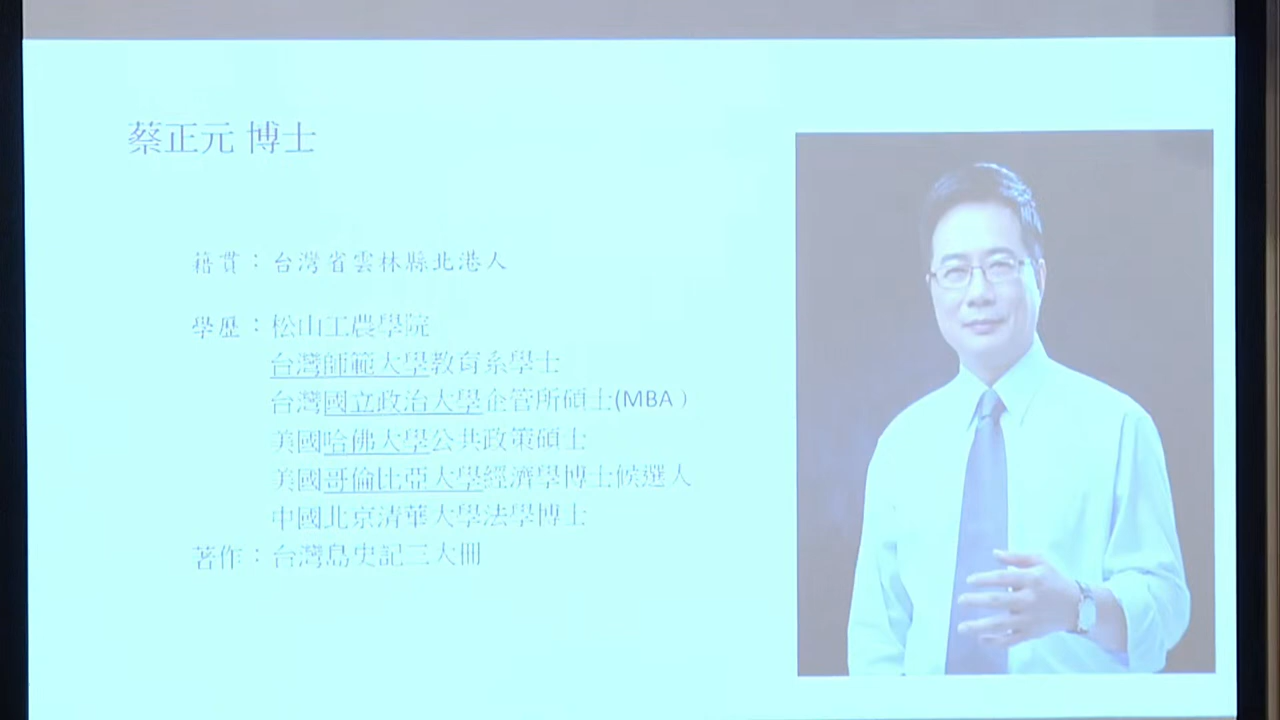 蔡正元 博士
籍貫：台灣省雲林縣北港人
學歷：松山工農學院
台灣師範大學教育系學士
台灣國立政治大學企管所碩士(MBA）
美國哈佛大學公共政策碩士
美國哥倫比亞大學經濟學博士候選人
中國北京清華大學法學博士
著作：台灣島史記三大冊